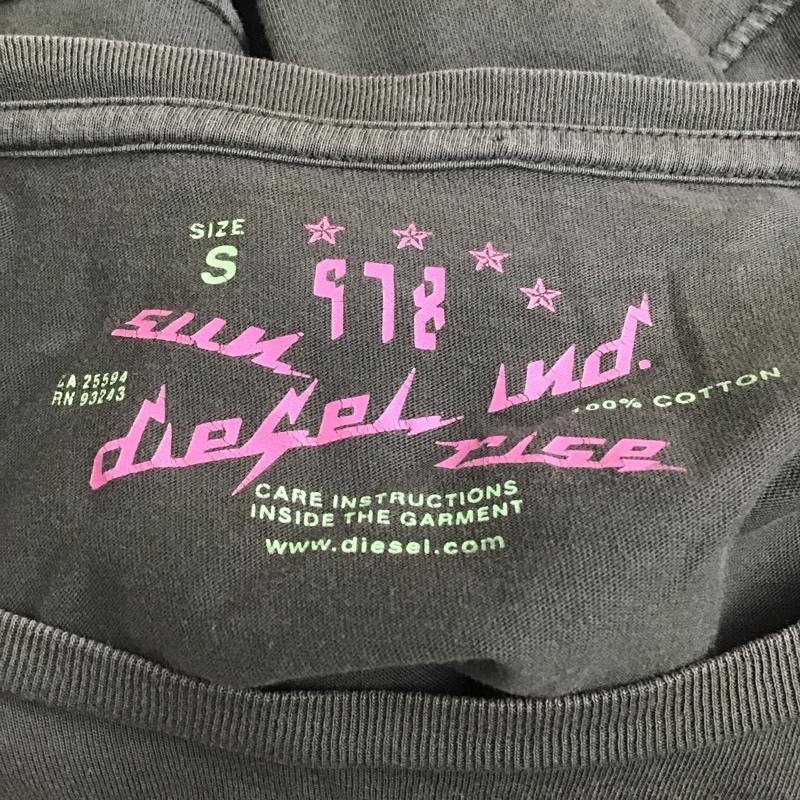 SIZE
S
978
sun
ind.
CA 25594
RN 93243
100% COTTON
diesel
rise
CARE INSTRUCTIONS
INSIDE THE GARMENT
www.diesel.com